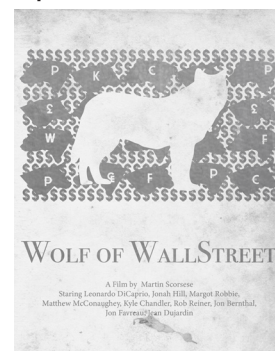 P K € P
£ £
W P
P € F P €
WOLF OF WALLSTREET
A Film by Martin Scorsese
Staring Leonardo DiCaprio, Jonah Hill, Margot Robbie,
Matthew McConaughey, Kyle Chandler, Rob Reiner, Jon Bernthal,
Jon Favreau, Jean Dujardin